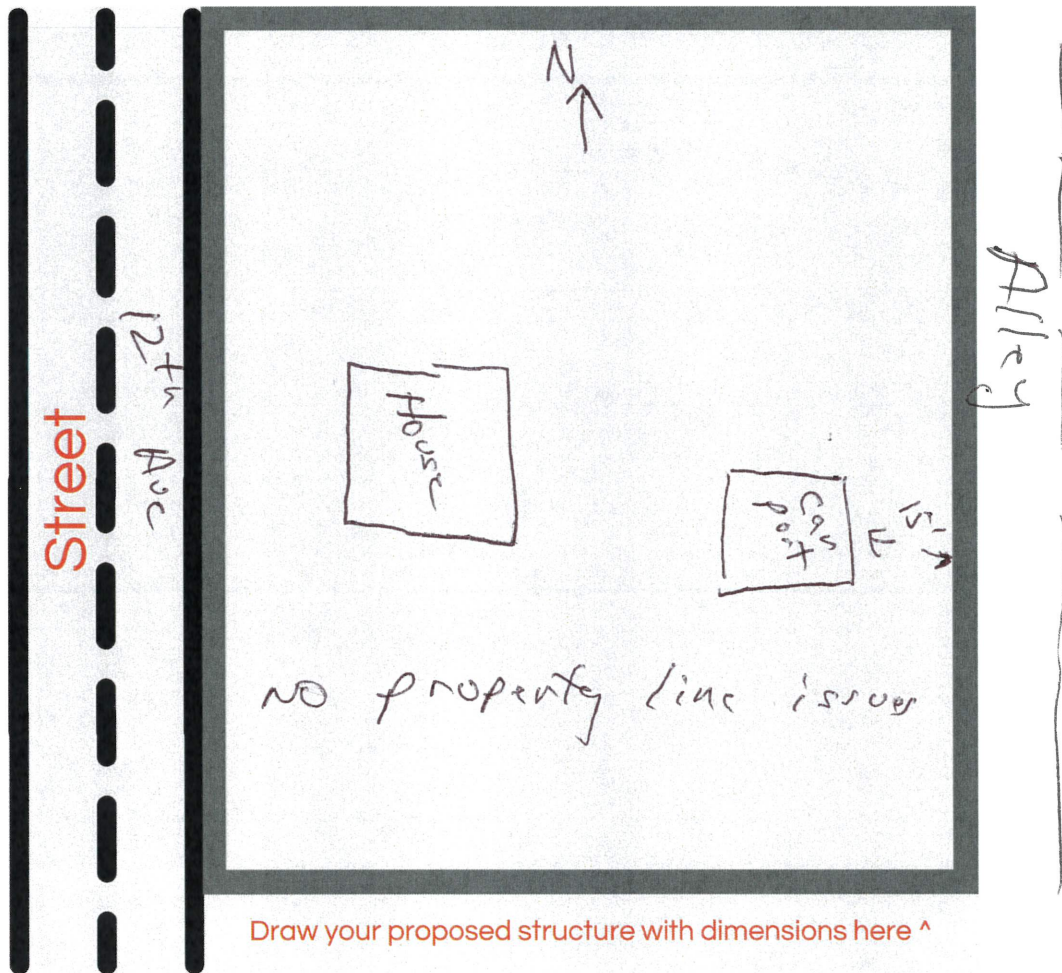 N
Street
12th Ave
Alley
House
Car
port
15'
NO property line issues
Draw your proposed structure with dimensions here ^